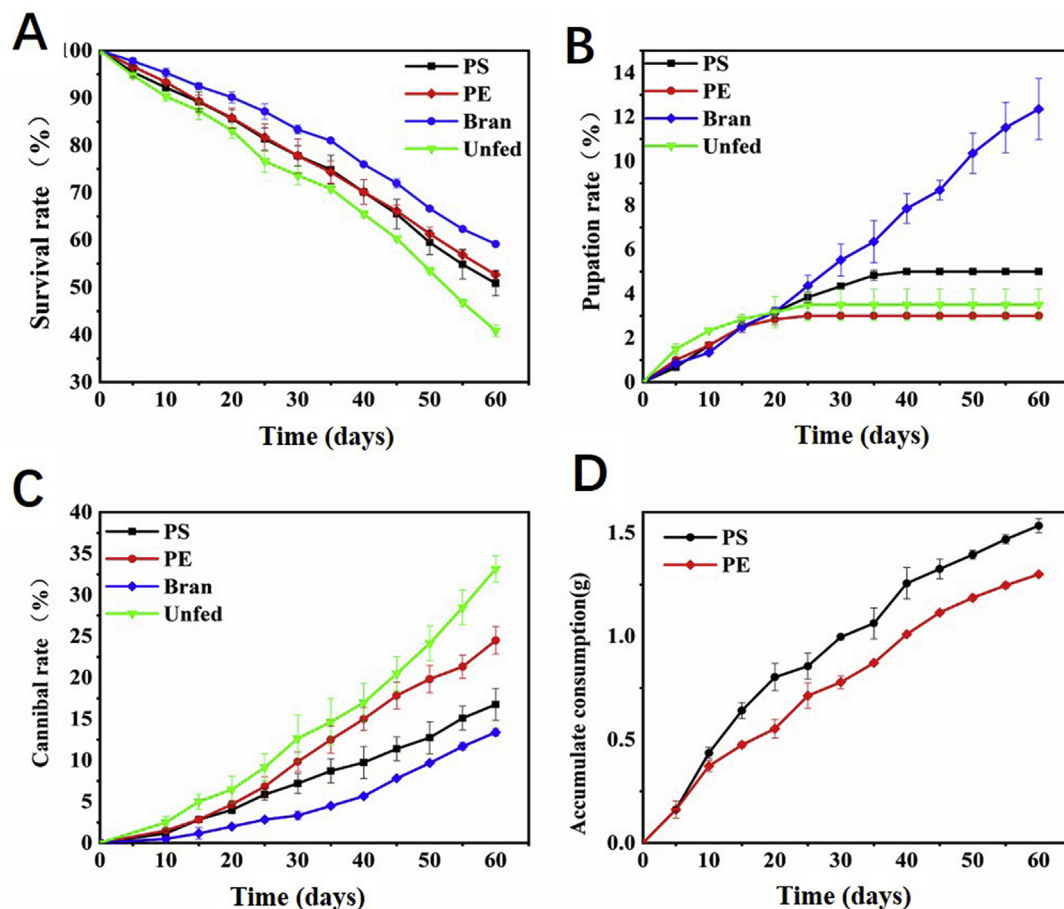 A
100
90
80
70
60
50
40
30
0 10 20 30 40 50 60
Survival rate （%）
Time (days)
PS
PE
Bran
Unfed
B
14
12
10
8
6
4
2
0
0 10 20 30 40 50 60
Pupation rate （%）
Time (days)
PS
PE
Bran
Unfed
C
40
35
30
25
20
15
10
5
0
0 10 20 30 40 50 60
Cannibal rate （%）
Time (days)
PS
PE
Bran
Unfed
D
1.5
1.0
0.5
0.0
0 10 20 30 40 50 60
Accumulate consumption(g)
Time (days)
PS
PE